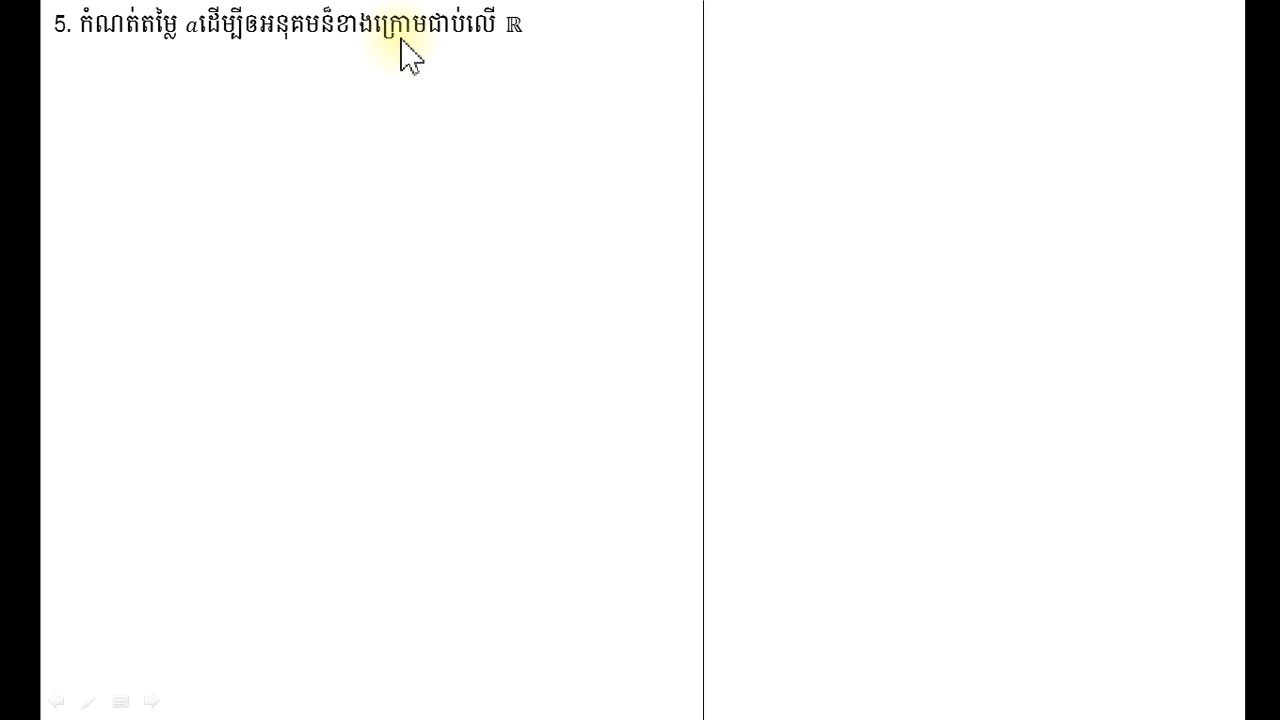 5. កំណត់តម្លៃ aដើម្បីឲអនុគមន៏ខាងក្រោមជាប់លើ ℝ